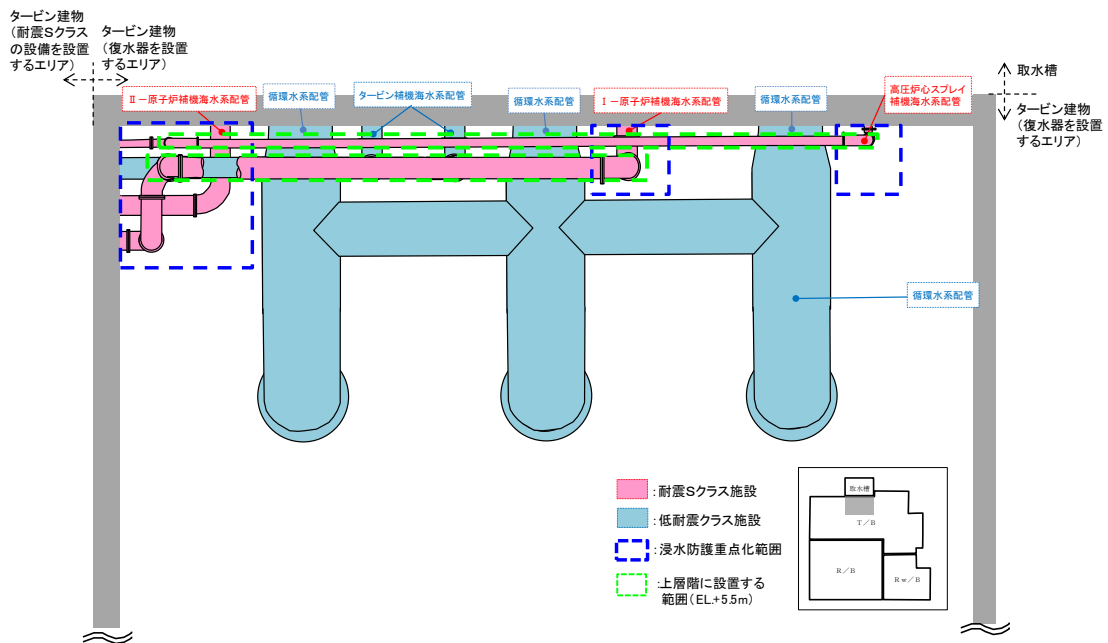 タービン建物
(耐震Sクラス
の設備を設置
するエリア)
タービン建物
(復水器を設置
するエリア)
Ⅱ－原子炉補機海水系配管
循環水系配管
タービン補機海水系配管
循環水系配管
Ⅰ－原子炉補機海水系配管
循環水系配管
高圧炉心スプレイ
補機海水系配管
取水槽
タービン建物
(復水器を設置
するエリア)
循環水系配管
:耐震Sクラス施設
:低耐震クラス施設
:浸水防護重点化範囲
:上層階に設置する
範囲(EL.+5.5m)
取水槽
T／B
R／B
Rw／B